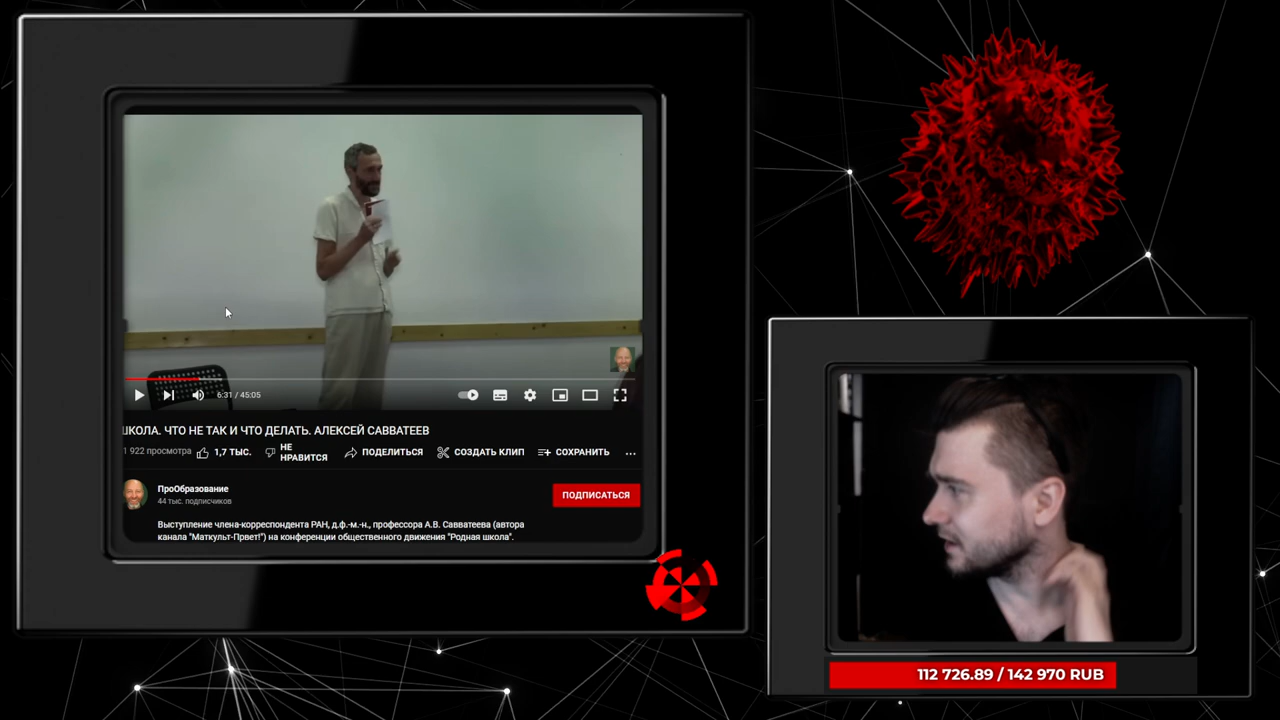 6:31 / 45:05
ШКОЛА. ЧТО НЕ ТАК И ЧТО ДЕЛАТЬ. АЛЕКСЕЙ САВВАТЕЕВ
1 922 просмотра 1,7 ТЫС. НЕ НРАВИТСЯ ПОДЕЛИТЬСЯ СОЗДАТЬ КЛИП СОХРАНИТЬ ...
ПроОбразование
44 тыс. подписчиков
ПОДПИСАТЬСЯ
Выступление члена-корреспондента РАН, д.ф.-м.-н., профессора А.В. Савватеева (автора
канала "Маткульт-Првет!") на конференции общественного движения "Родная школа".
112 726.89 / 142 970 RUB